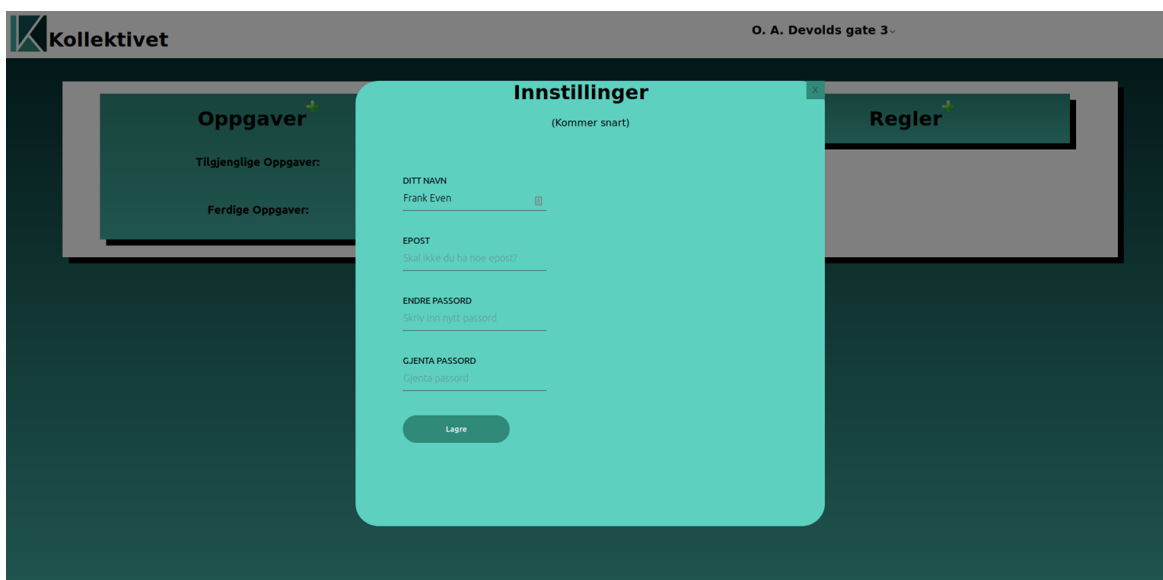 Kollektivet
O. A. Devolds gate 3
Oppgaver
Tilgjenglige Oppgaver:
Ferdige Oppgaver:
Innstillinger
X
(Kommer snart)
DITT NAVN
Frank Even
EPOST
Skal ikke du ha noe epost?
ENDRE PASSORD
Skriv inn nytt passord
GJENTA PASSORD
Gjenta passord
Lagre
Regler